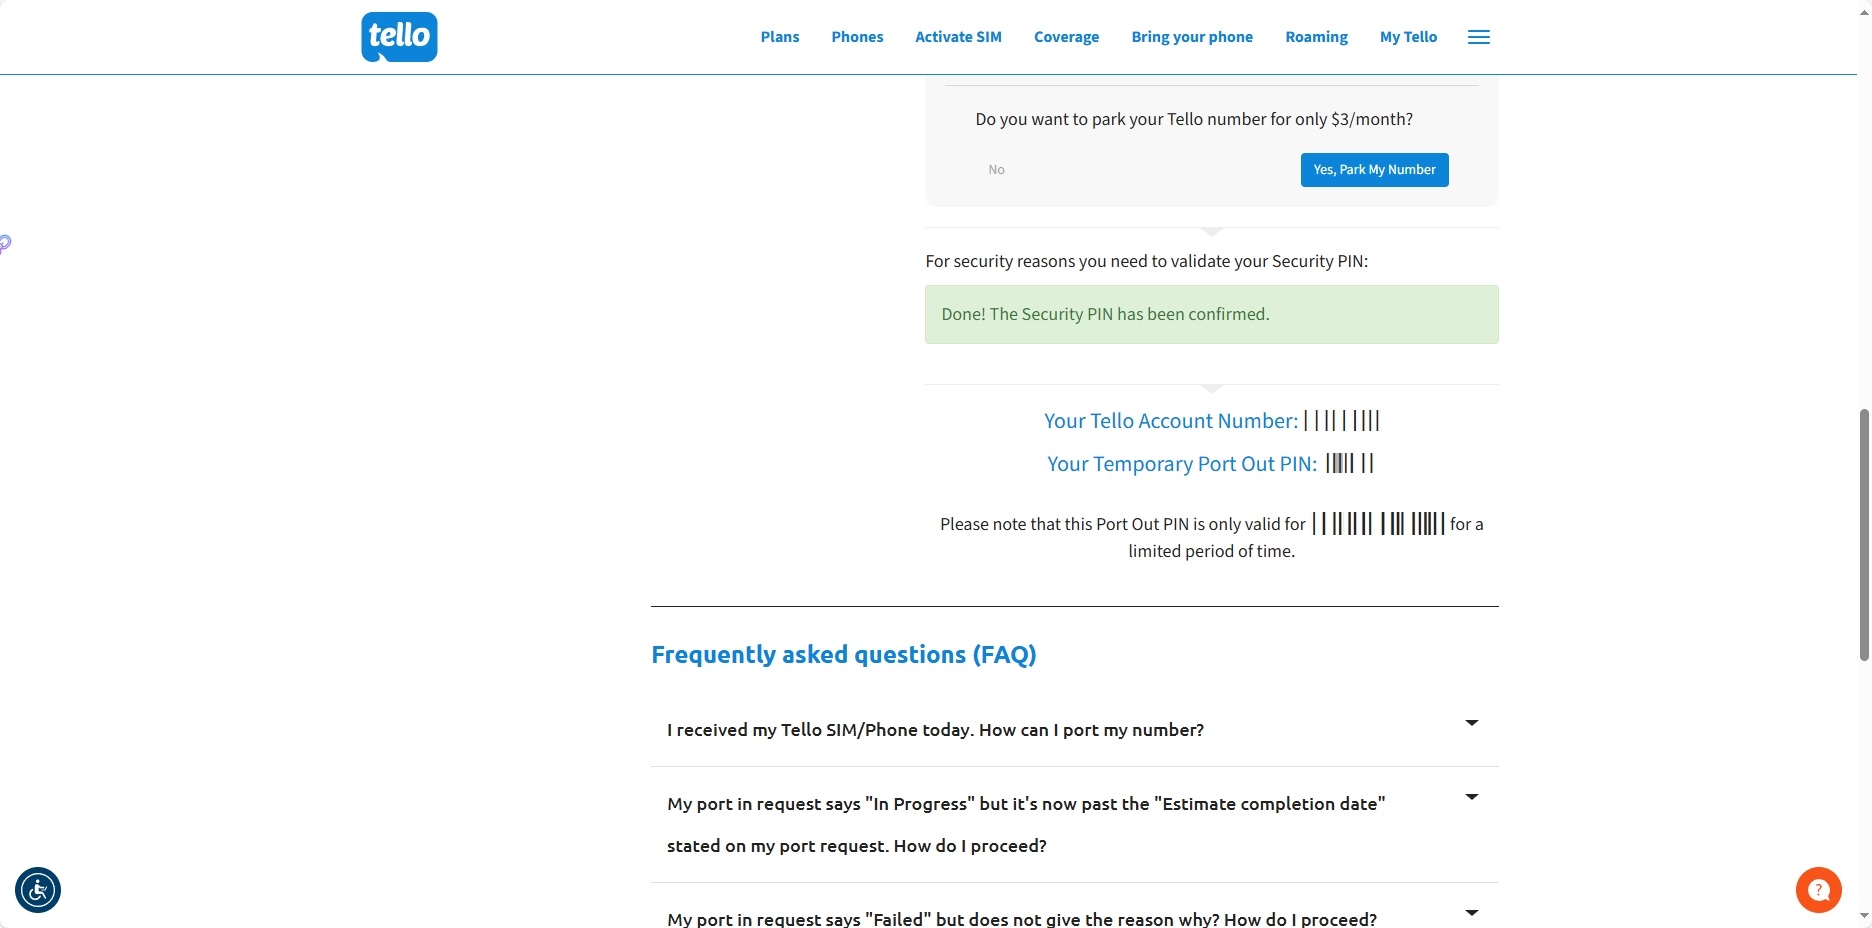 tello
Plans Phones Activate SIM Coverage Bring your phone Roaming My Tello
Do you want to park your Tello number for only $3/month?
No Yes, Park My Number
For security reasons you need to validate your Security PIN:
Done! The Security PIN has been confirmed.
Your Tello Account Number:
Your Temporary Port Out PIN:
Please note that this Port Out PIN is only valid for for a
limited period of time.
Frequently asked questions (FAQ)
I received my Tello SIM/Phone today. How can I port my number?
My port in request says "In Progress" but it's now past the "Estimate completion date"
stated on my port request. How do I proceed?
My port in request says "Failed" but does not give the reason why? How do I proceed?